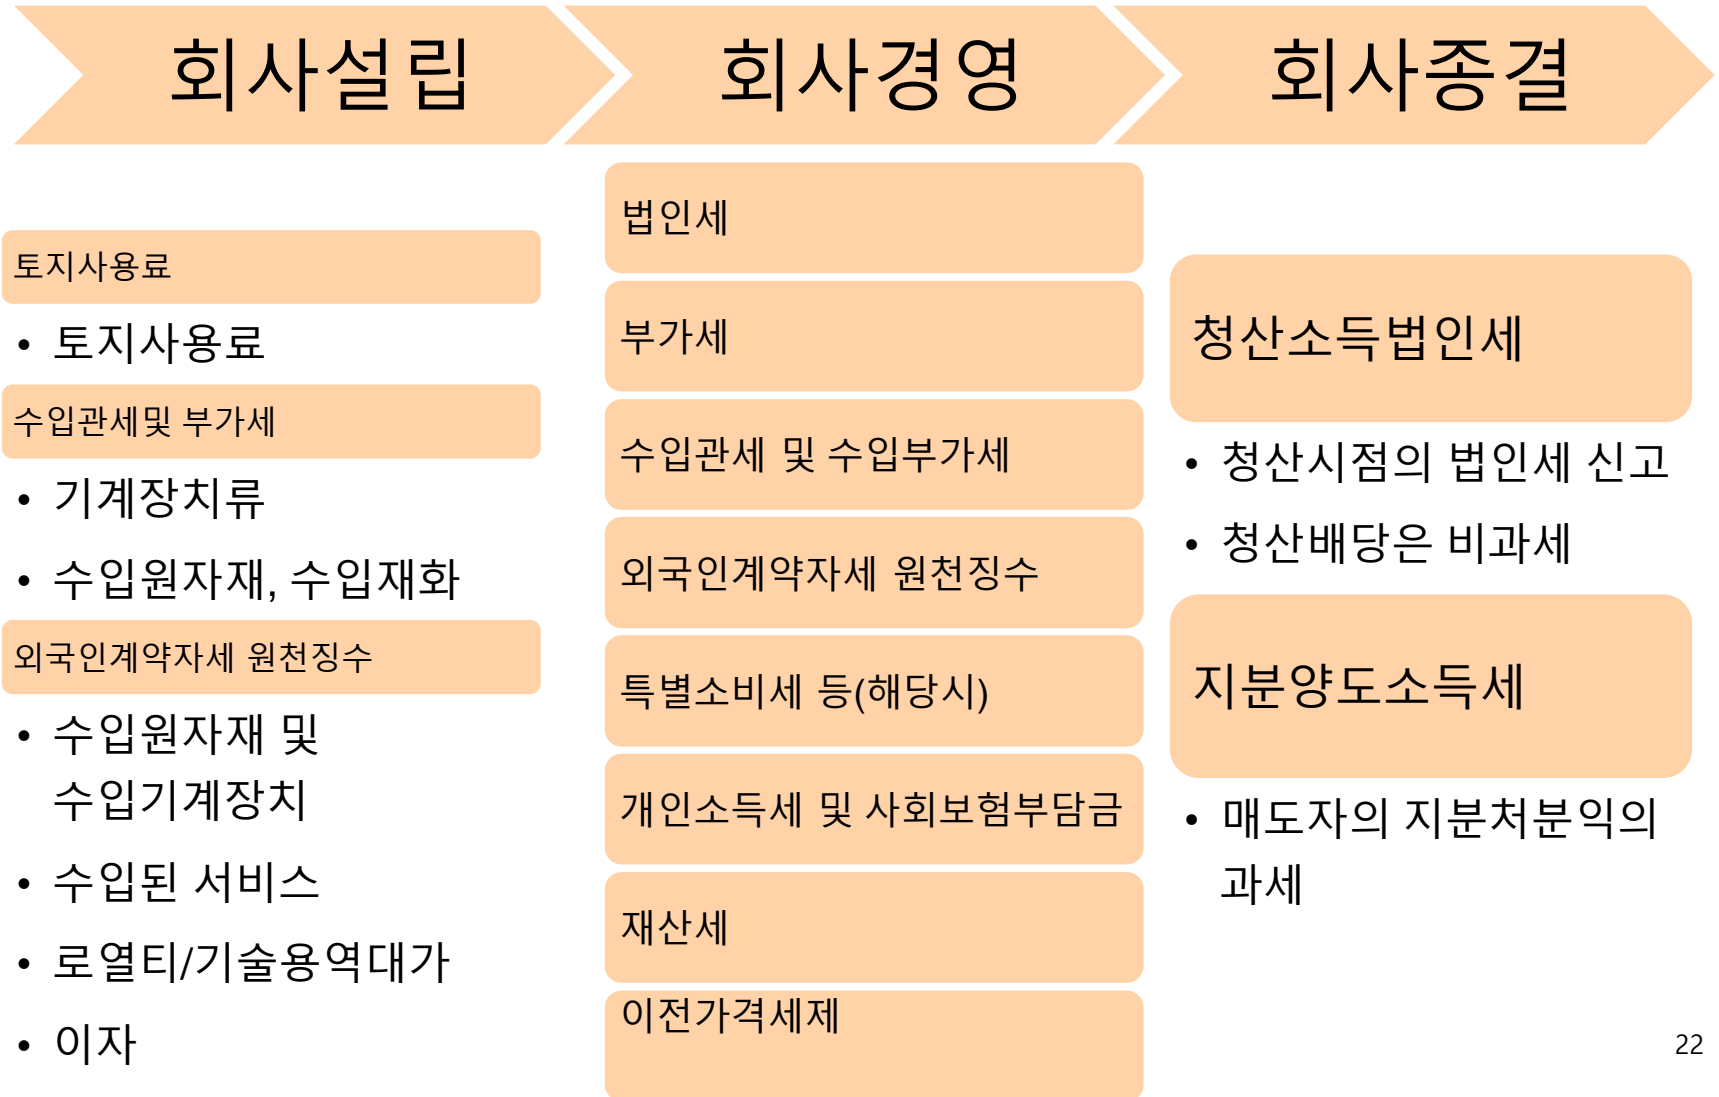 회사설립
회사경영
회사종결
토지사용료
• 토지사용료
수입관세및 부가세
• 기계장치류
• 수입원자재, 수입재화
외국인계약자세 원천징수
• 수입원자재 및
수입기계장치
• 수입된 서비스
• 로열티/기술용역대가
• 이자
법인세
부가세
수입관세 및 수입부가세
외국인계약자세 원천징수
특별소비세 등(해당시)
개인소득세 및 사회보험부담금
재산세
이전가격세제
청산소득법인세
• 청산시점의 법인세 신고
• 청산배당은 비과세
지분양도소득세
• 매도자의 지분처분익의
과세
22